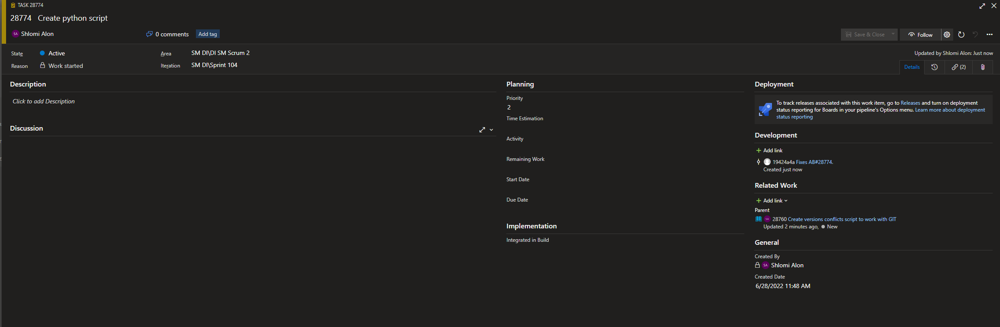 TASK 28774
28774 Create python script
SA Shlomi Alon
0 comments
Add tag
Save & Close
Follow
State
Active
Area
SM DI\DI SM Scrum 2
Updated by Shlomi Alon: Just now
Reason
Work started
Iteration
SM DI\Sprint 104
Details
(2)
Description
Click to add Description
Discussion
Planning
Priority
2
Time Estimation
Activity
Remaining Work
Start Date
Due Date
Implementation
Integrated in Build
Deployment
To track releases associated with this work item, go to Releases and turn on deployment
status reporting for Boards in your pipeline's Options menu. Learn more about deployment
status reporting
Development
Add link
19424a4a Fixes AB#28774.
Created just now
Related Work
Add link
Parent
SA 28760 Create versions conflicts script to work with GIT
Updated 2 minutes ago, New
General
Created By
SA Shlomi Alon
Created Date
6/28/2022 11:48 AM